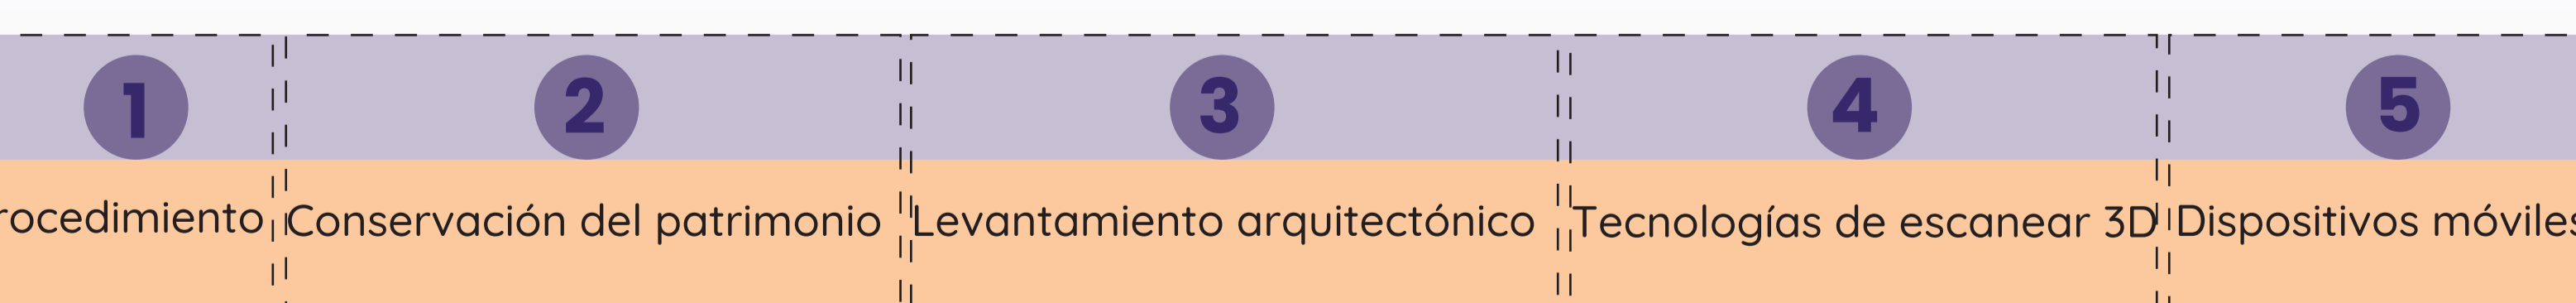 1
2
3
4
5
rocedimiento
Conservación del patrimonio
Levantamiento arquitectónico
Tecnologías de escanear 3D
Dispositivos móviles